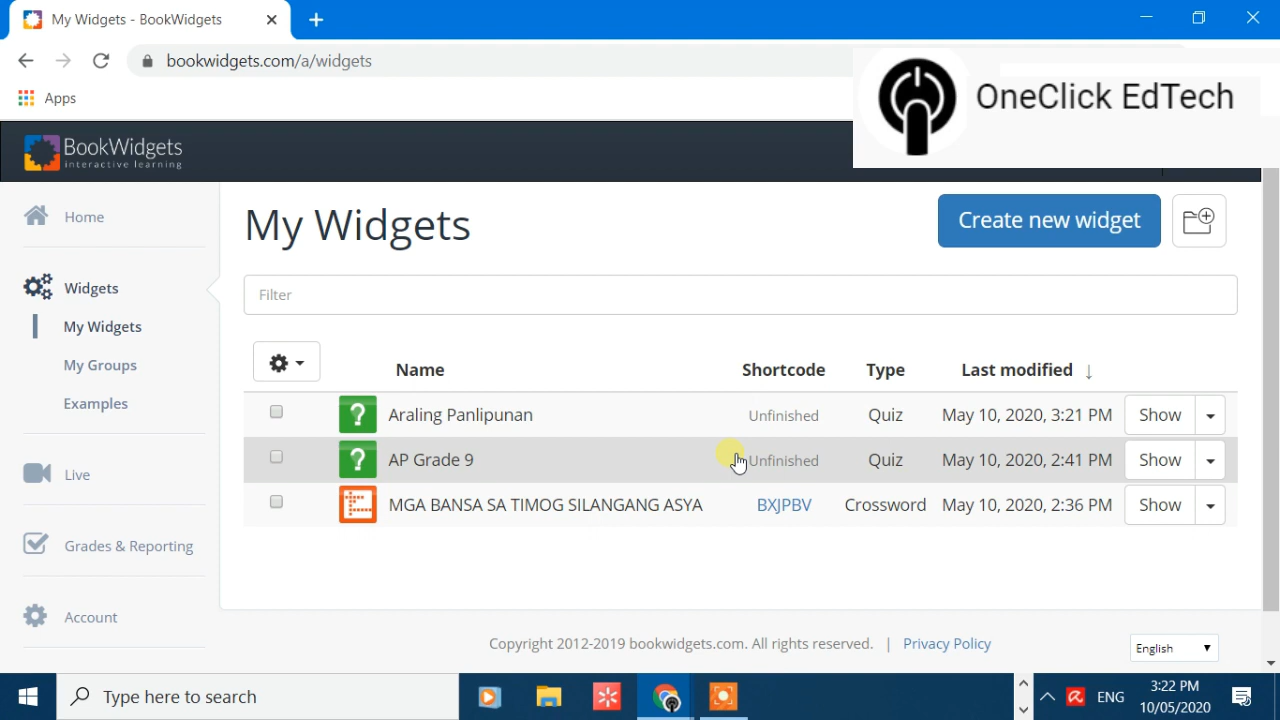 My Widgets - BookWidgets
bookwidgets.com/a/widgets
Apps
OneClick EdTech
BookWidgets
interactive learning
Home
Widgets
My Widgets
My Groups
Examples
Live
Grades & Reporting
Account
My Widgets
Create new widget
Filter
Name Shortcode Type Last modified ↓
Araling Panlipunan Unfinished Quiz May 10, 2020, 3:21 PM Show
AP Grade 9 Unfinished Quiz May 10, 2020, 2:41 PM Show
MGA BANSA SA TIMOG SILANGANG ASYA BXJPBV Crossword May 10, 2020, 2:36 PM Show
Copyright 2012-2019 bookwidgets.com. All rights reserved. | Privacy Policy
English
Type here to search
ENG
3:22 PM
10/05/2020